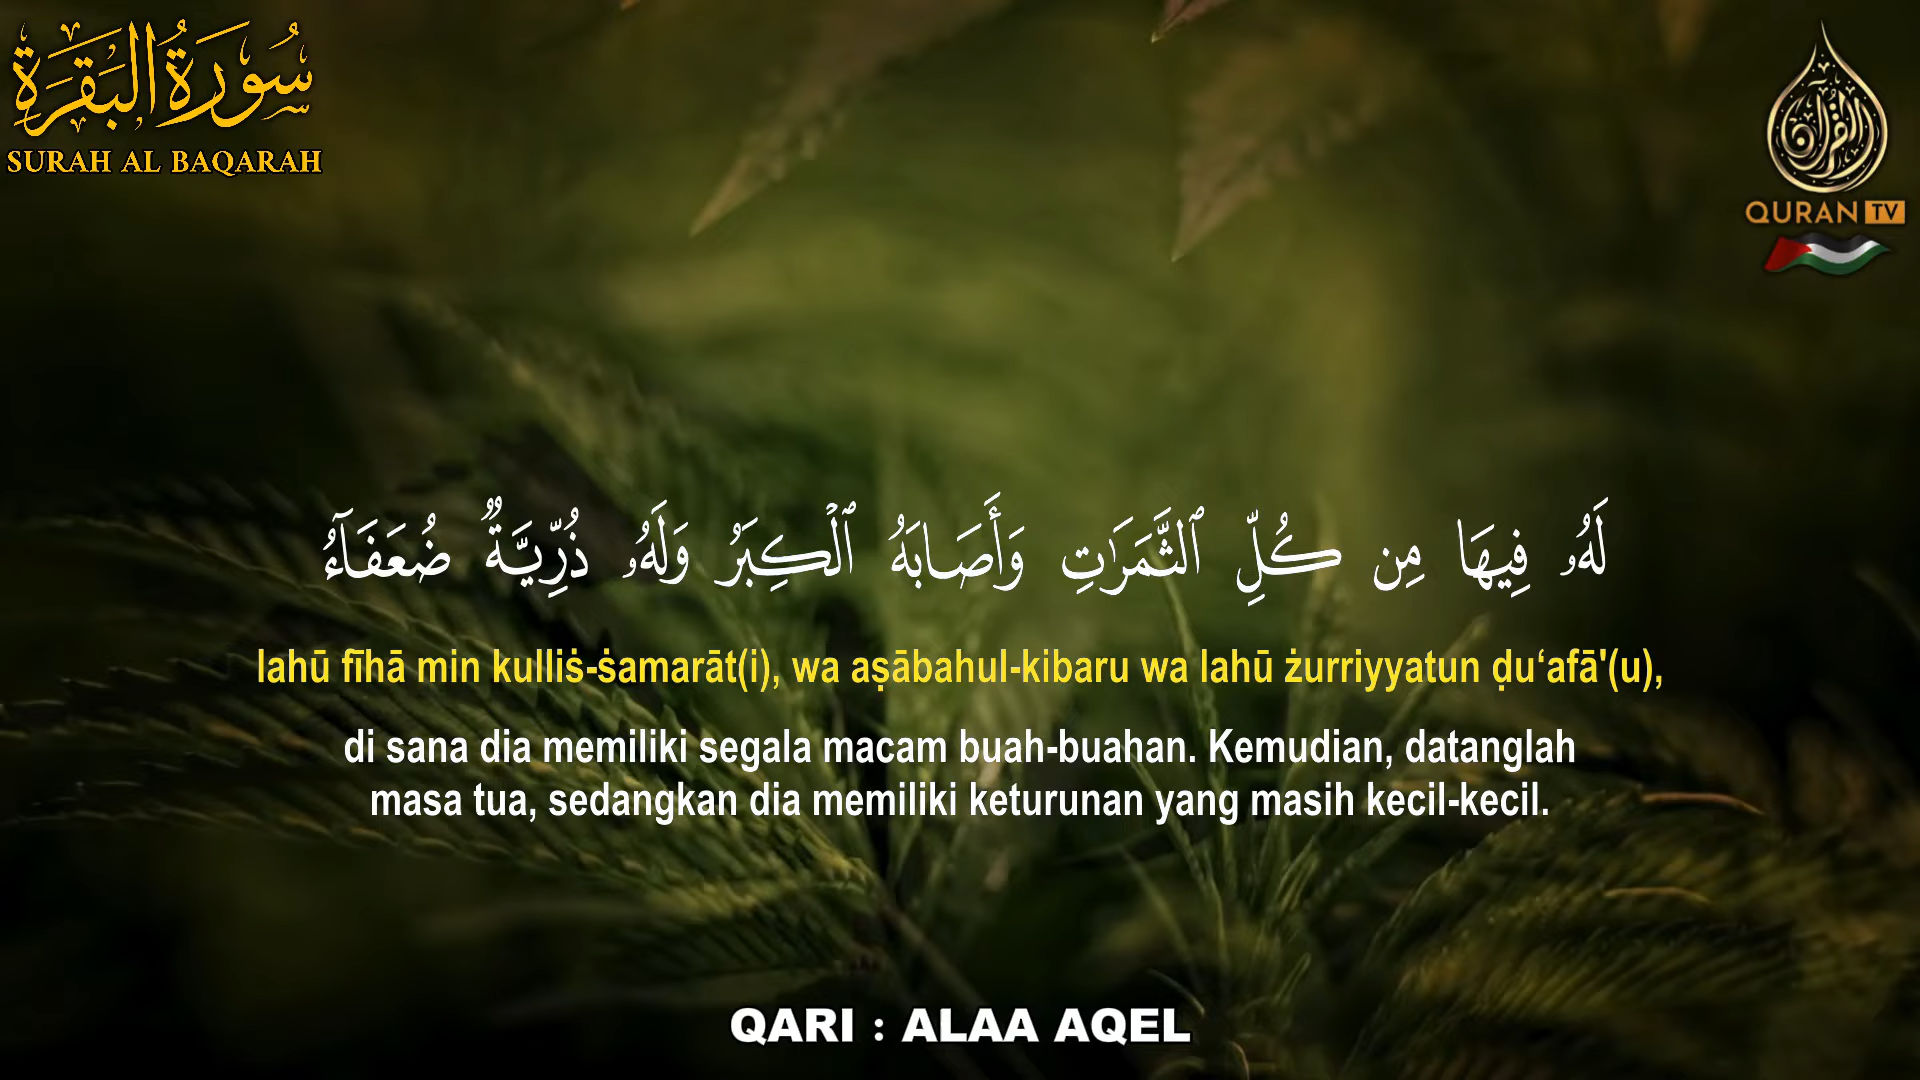 سُورَةُ البَقَرَةِ
SURAH AL BAQARAH
القرآن
QURAN TV
لَهُۥ فِيهَا مِن كُلِّ ٱلثَّمَرَٰتِ وَأَصَابَهُ ٱلْكِبَرُ وَلَهُۥ ذُرِّيَّةٌ ضُعَفَآءُ
lahū fīhā min kulliṡ-ṡamarāt(i), wa aṣābahul-kibaru wa lahū żurriyyatun ḍu‘afā'(u),
di sana dia memiliki segala macam buah-buahan. Kemudian, datanglah
masa tua, sedangkan dia memiliki keturunan yang masih kecil-kecil.
QARI : ALAA AQEL